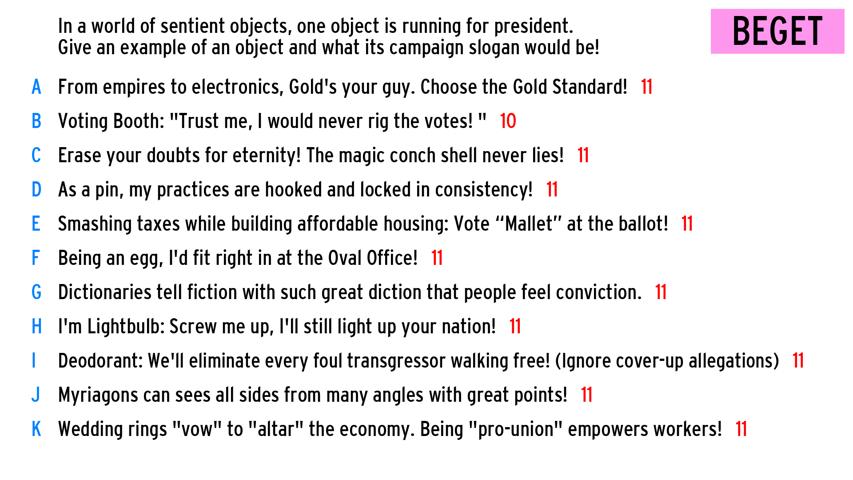 In a world of sentient objects, one object is running for president.
Give an example of an object and what its campaign slogan would be!
BEGET
A From empires to electronics, Gold's your guy. Choose the Gold Standard! 11
B Voting Booth: "Trust me, I would never rig the votes! " 10
C Erase your doubts for eternity! The magic conch shell never lies! 11
D As a pin, my practices are hooked and locked in consistency! 11
E Smashing taxes while building affordable housing: Vote “Mallet” at the ballot! 11
F Being an egg, I'd fit right in at the Oval Office! 11
G Dictionaries tell fiction with such great diction that people feel conviction. 11
H I'm Lightbulb: Screw me up, I'll still light up your nation! 11
I Deodorant: We'll eliminate every foul transgressor walking free! (Ignore cover-up allegations) 11
J Myriagons can sees all sides from many angles with great points! 11
K Wedding rings "vow" to "altar" the economy. Being "pro-union" empowers workers! 11